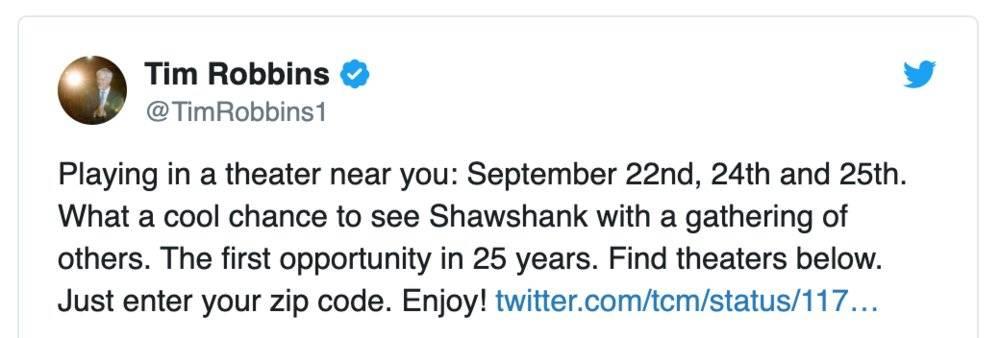 Tim Robbins
@TimRobbins1
Playing in a theater near you: September 22nd, 24th and 25th.
What a cool chance to see Shawshank with a gathering of
others. The first opportunity in 25 years. Find theaters below.
Just enter your zip code. Enjoy! twitter.com/tcm/status/117…